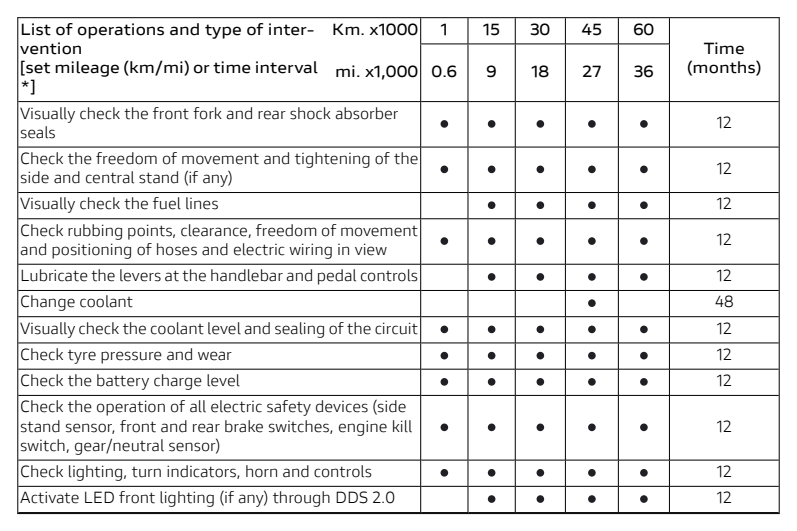 List of operations and type of inter- Km. x1000 1 15 30 45 60 Time
vention
[set mileage (km/mi) or time interval mi. x1,000 0.6 9 18 27 36 (months)
*]
Visually check the front fork and rear shock absorber
seals ● ● ● ● ● 12
Check the freedom of movement and tightening of the
side and central stand (if any) ● ● ● ● ● 12
Visually check the fuel lines ● ● ● ● 12
Check rubbing points, clearance, freedom of movement
and positioning of hoses and electric wiring in view ● ● ● ● ● 12
Lubricate the levers at the handlebar and pedal controls ● ● ● ● 12
Change coolant ● 48
Visually check the coolant level and sealing of the circuit ● ● ● ● ● 12
Check tyre pressure and wear ● ● ● ● ● 12
Check the battery charge level ● ● ● ● ● 12
Check the operation of all electric safety devices (side
stand sensor, front and rear brake switches, engine kill ● ● ● ● ● 12
switch, gear/neutral sensor)
Check lighting, turn indicators, horn and controls ● ● ● ● ● 12
Activate LED front lighting (if any) through DDS 2.0 ● ● ● ● 12